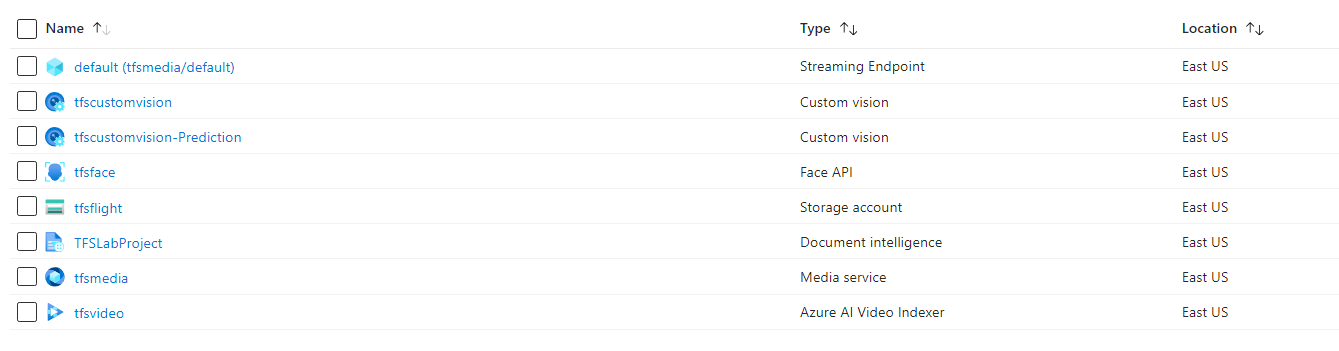 Name Type Location
default (tfsmedia/default) Streaming Endpoint East US
tfscustomvision Custom vision East US
tfscustomvision-Prediction Custom vision East US
tfsface Face API East US
tfsflight Storage account East US
TFSLabProject Document intelligence East US
tfsmedia Media service East US
tfsvideo Azure AI Video Indexer East US